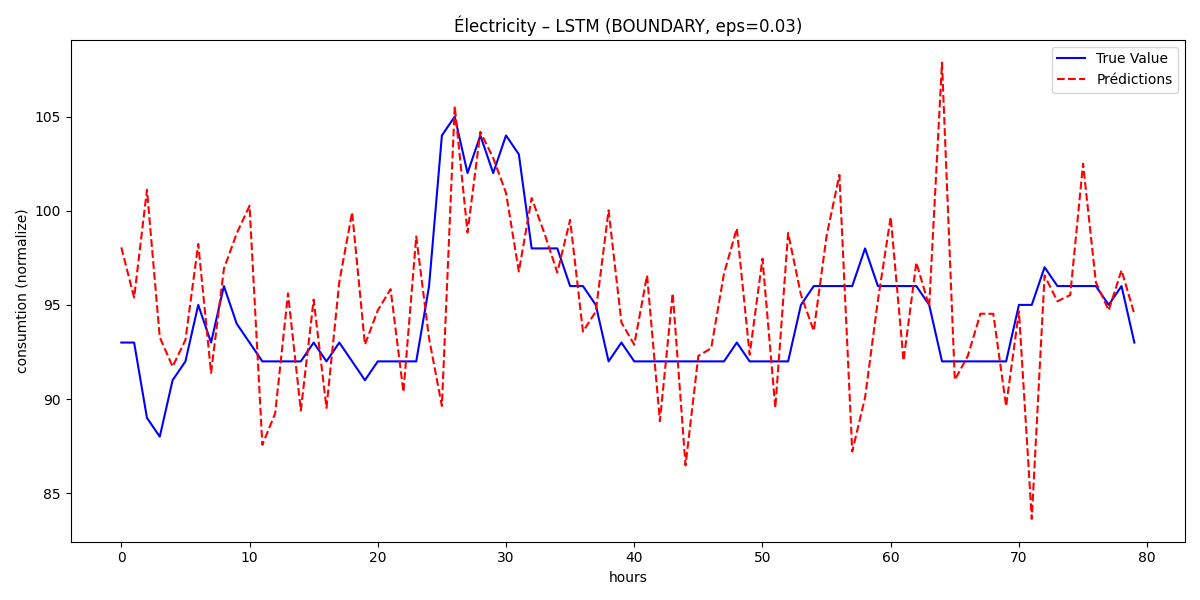 Électricity – LSTM (BOUNDARY, eps=0.03)
True Value
Prédictions
consumtion (normalize)
105
100
95
90
85
0 10 20 30 40 50 60 70 80
hours